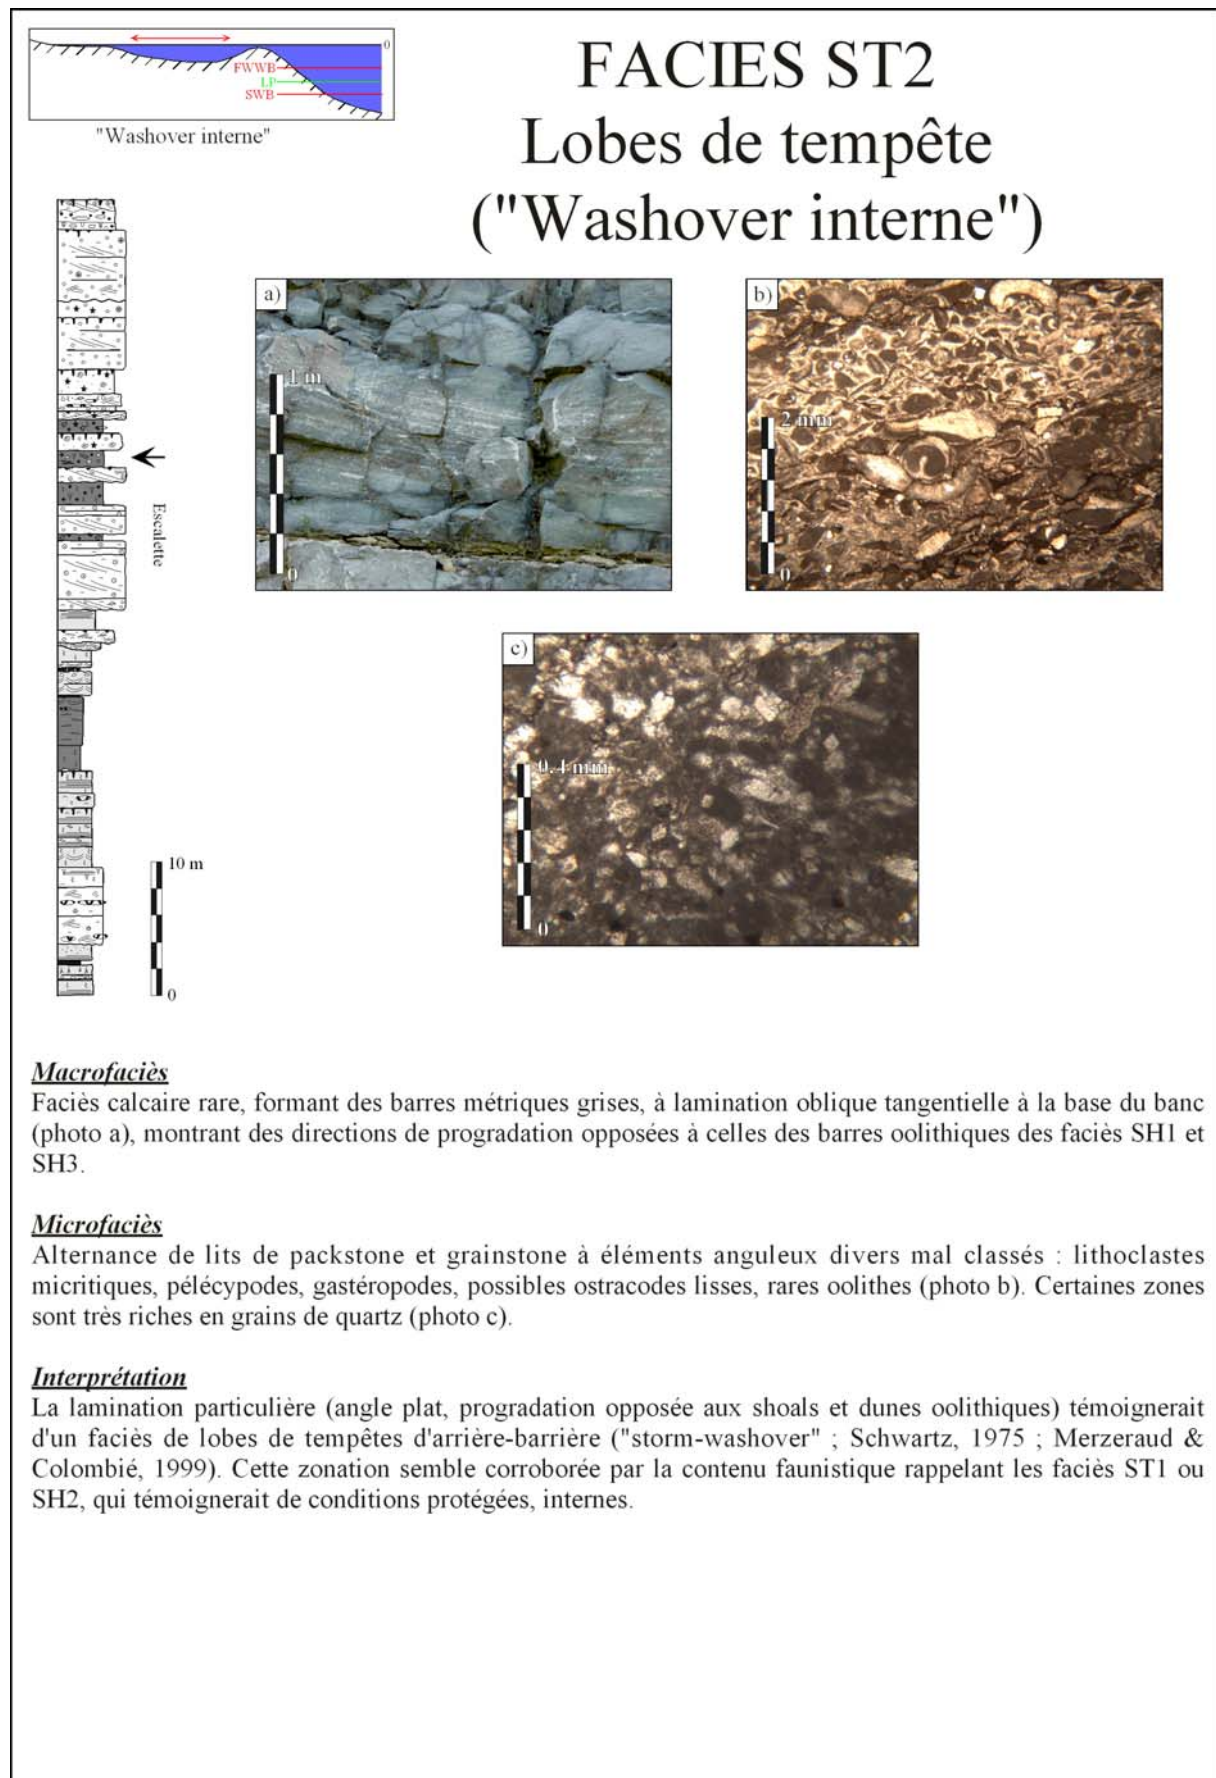 FACIES ST2
Lobes de tempête
("Washover interne")
0
FWWB
LP
SWB
"Washover interne"
a)
1 m
0
b)
2 mm
0
Escalette
c)
0.4 mm
0
10 m
0
Macrofaciès
Faciès calcaire rare, formant des barres métriques grises, à lamination oblique tangentielle à la base du banc
(photo a), montrant des directions de progradation opposées à celles des barres oolithiques des faciès SH1 et
SH3.
Microfaciès
Alternance de lits de packstone et grainstone à éléments anguleux divers mal classés : lithoclastes
micritiques, pélécypodes, gastéropodes, possibles ostracodes lisses, rares oolithes (photo b). Certaines zones
sont très riches en grains de quartz (photo c).
Interprétation
La lamination particulière (angle plat, progradation opposée aux shoals et dunes oolithiques) témoignerait
d'un faciès de lobes de tempêtes d'arrière-barrière ("storm-washover" ; Schwartz, 1975 ; Merzeraud &
Colombié, 1999). Cette zonation semble corroborée par la contenu faunistique rappelant les faciès ST1 ou
SH2, qui témoignerait de conditions protégées, internes.